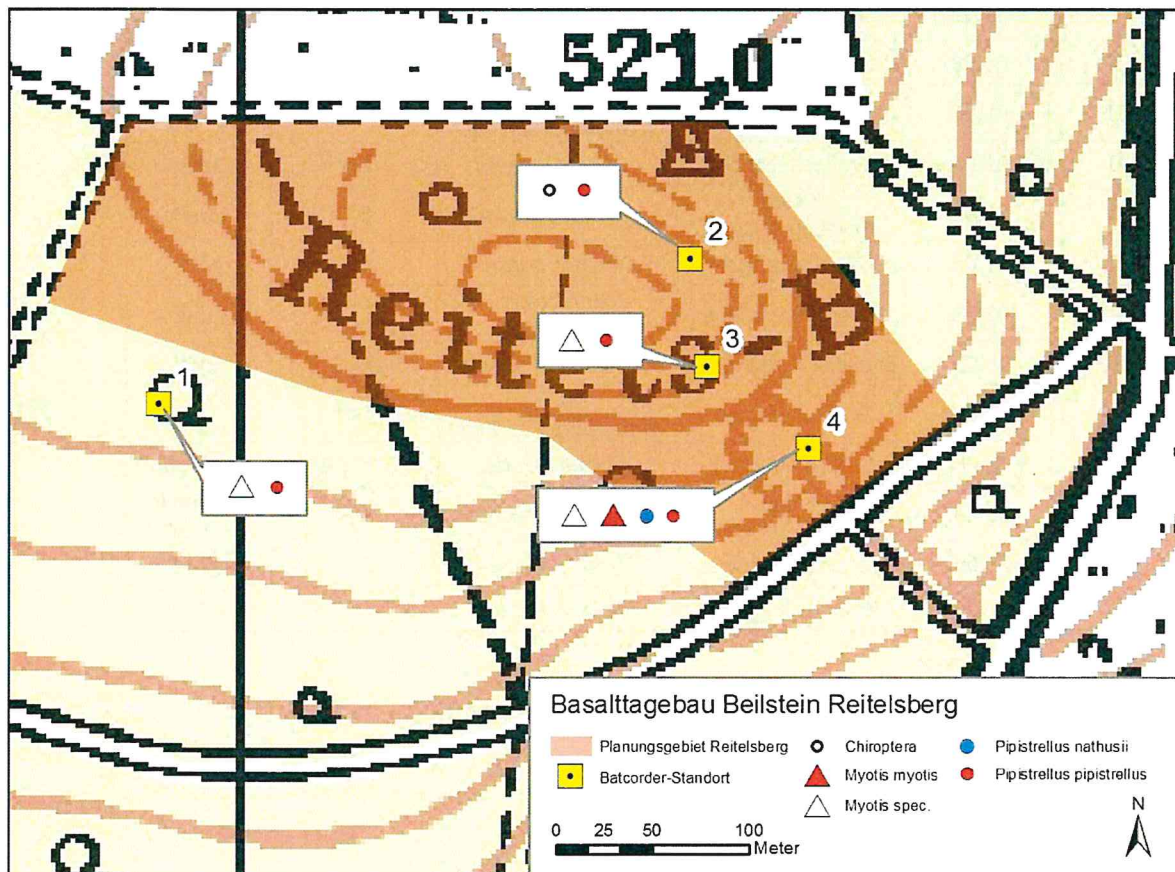 521,0
2
Reitels-B
3
1
4
Basalttagebau Beilstein Reitelsberg
Planungsgebiet Reitelsberg
Chiroptera
Pipistrellus nathusii
Batcorder-Standort
Myotis myotis
Pipistrellus pipistrellus
Myotis spec.
N
0 25 50 100
Meter